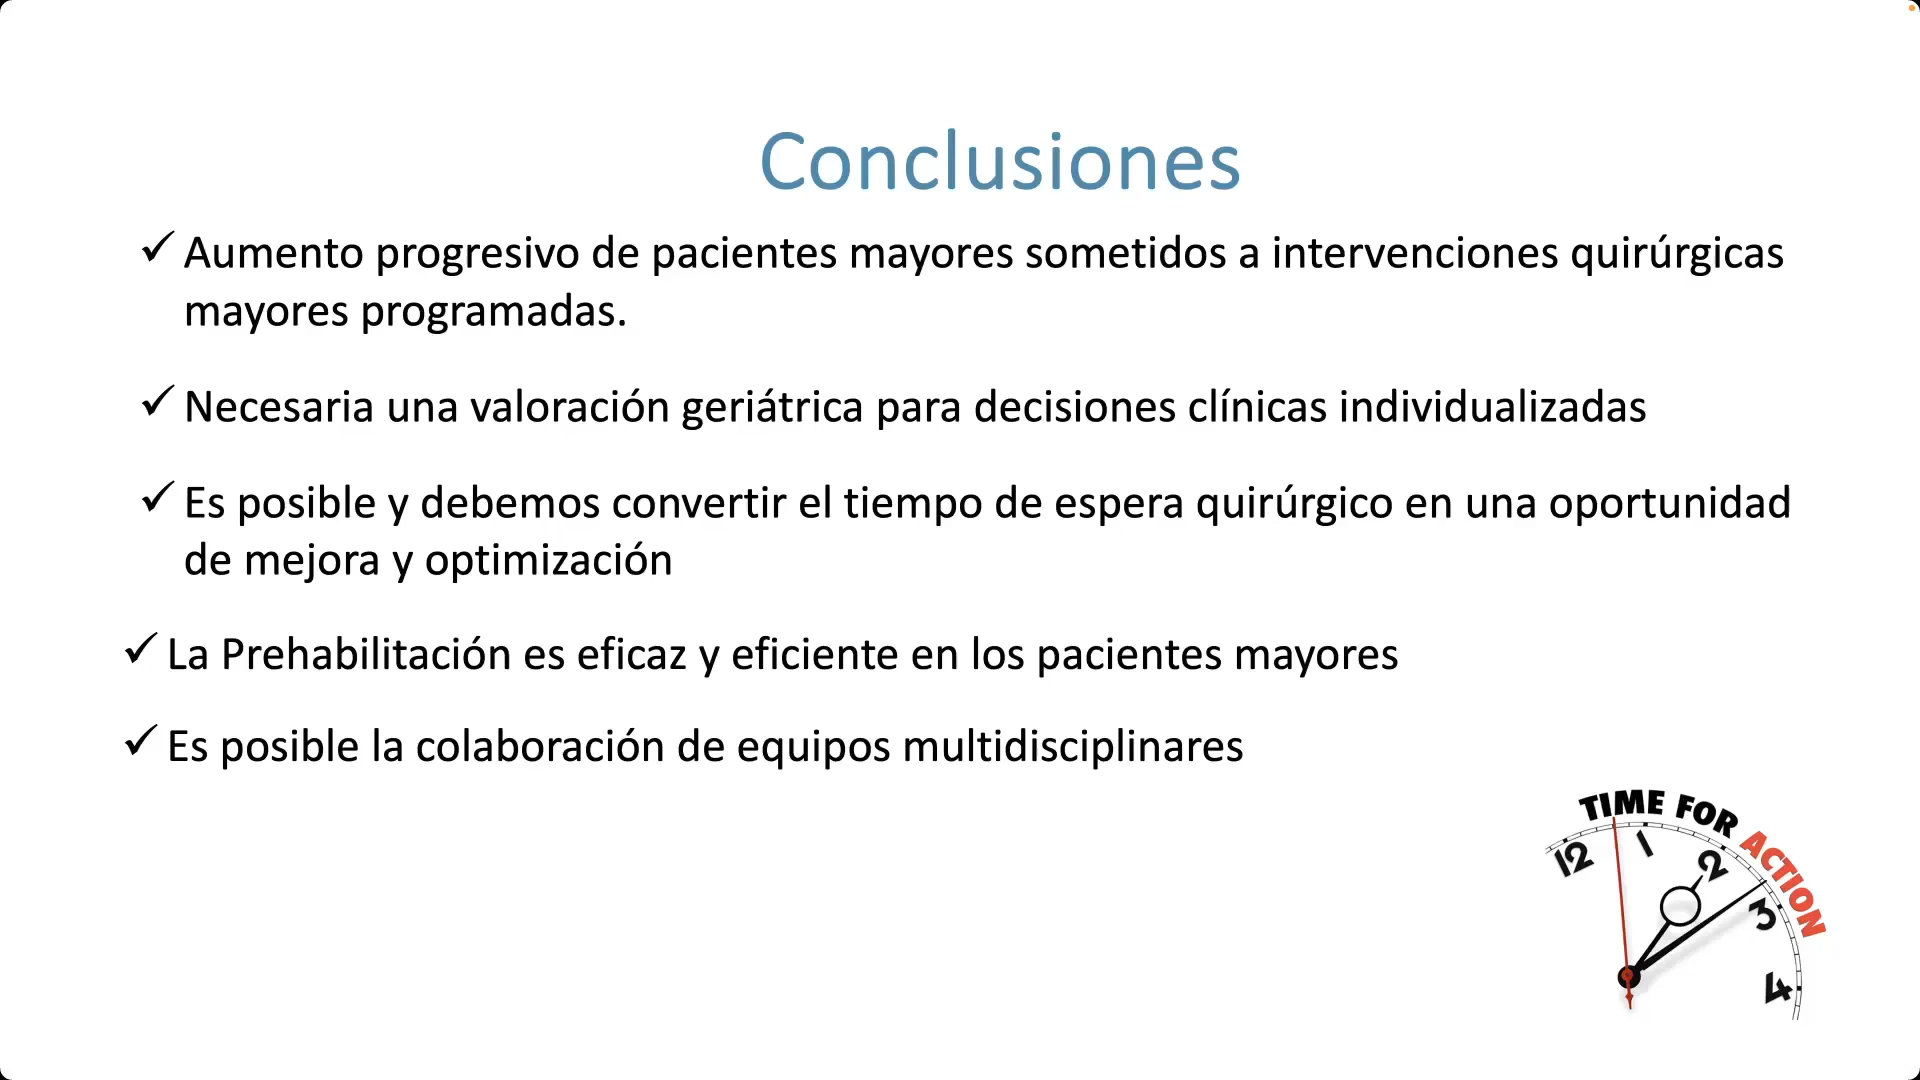 Conclusiones
✓ Aumento progresivo de pacientes mayores sometidos a intervenciones quirúrgicas
mayores programadas.
✓ Necesaria una valoración geriátrica para decisiones clínicas individualizadas
✓ Es posible y debemos convertir el tiempo de espera quirúrgico en una oportunidad
de mejora y optimización
✓ La Prehabilitación es eficaz y eficiente en los pacientes mayores
✓ Es posible la colaboración de equipos multidisciplinares
TIME FOR ACTION
12
1
2
3
4